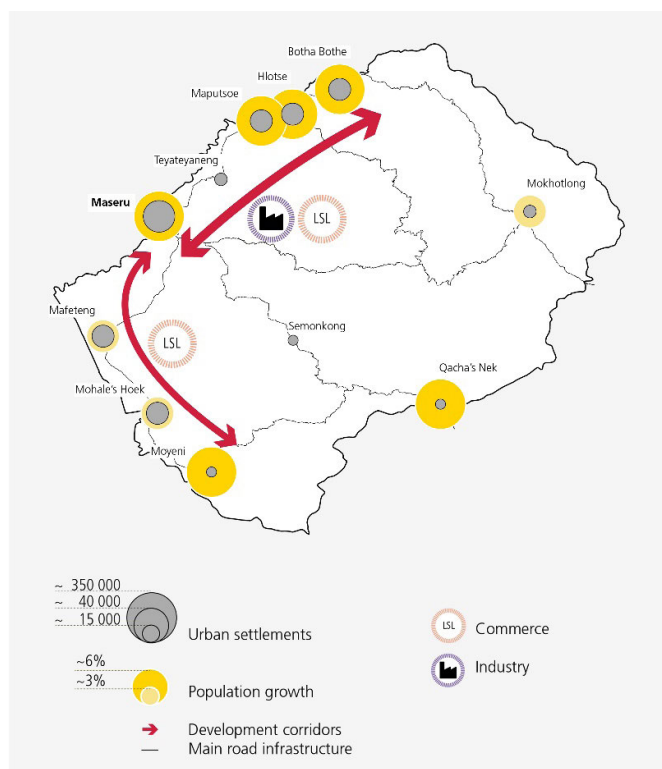 Botha Bothe
Hlotse
Maputsoe
Teyateyaneng
Mokhotlong
Maseru
LSL
Mafeteng
Semonkong
LSL
Qacha's Nek
Mohale's Hoek
Moyeni
~ 350 000
~ 40 000
~ 15 000
Urban settlements
LSL Commerce
~6%
~3%
Industry
Population growth
Development corridors
Main road infrastructure